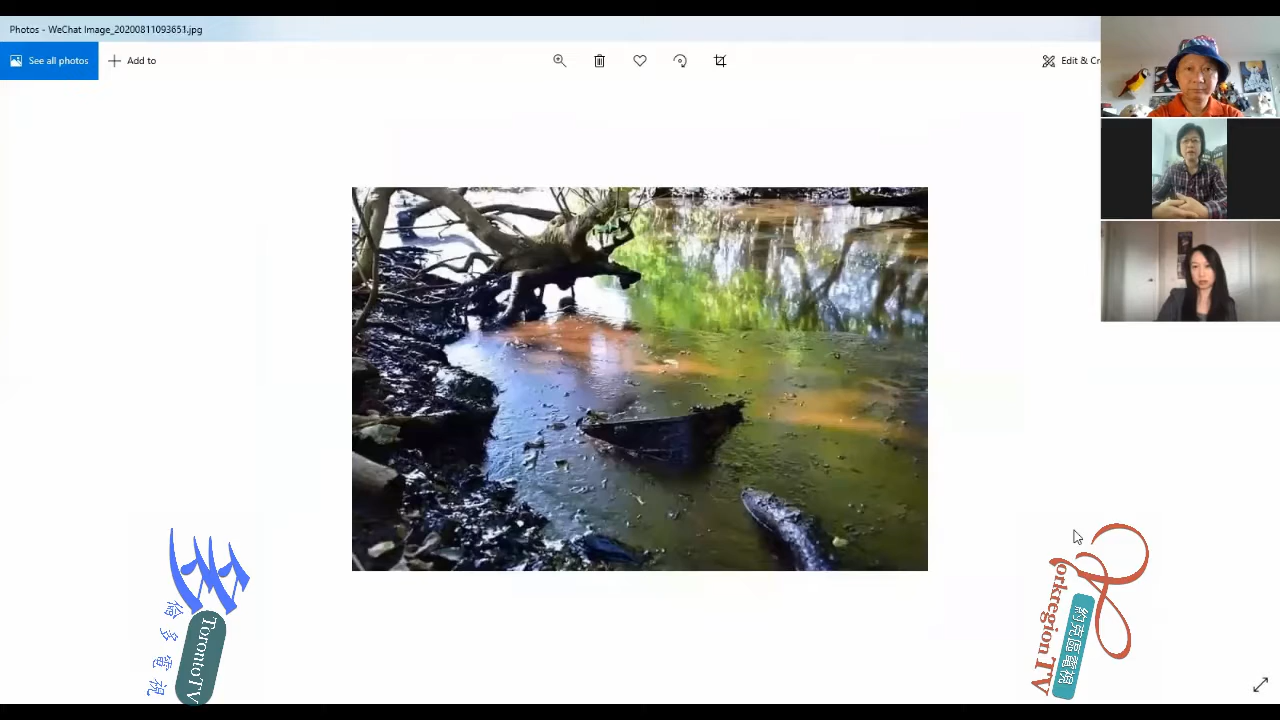 Photos - WeChat Image_20200811093651.jpg
See all photos
Add to
Edit & Cr
倫多電視
TorontoTV
Yorkregion TV
約克區電視